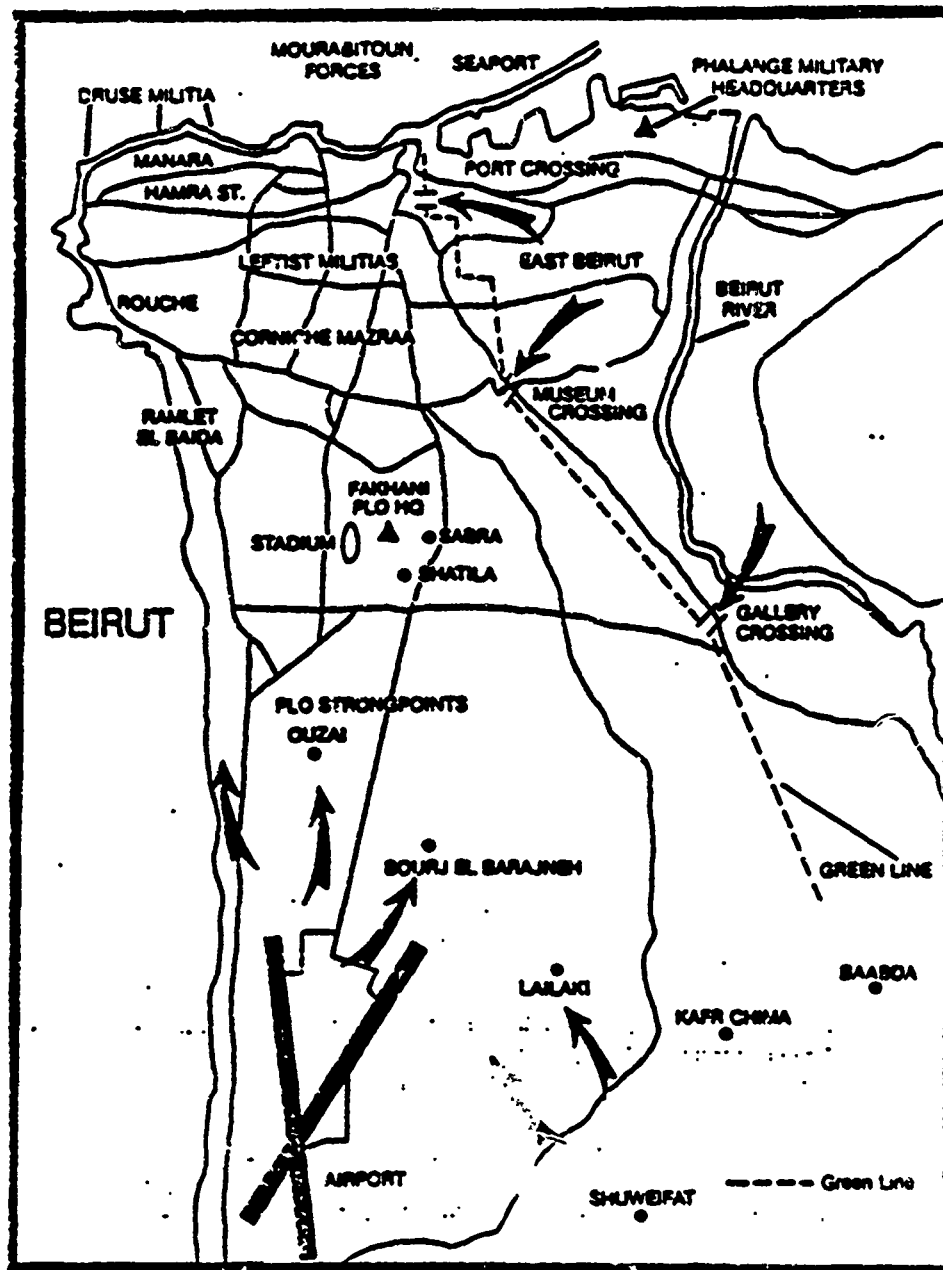 MOURABITOUN
FORCES
SEAPORT
PHALANGE MILITARY
HEADQUARTERS
DRUSE MILITIA
MANARA
PORT CROSSING
HAMRA ST.
LEFTIST MILITIAS
EAST BEIRUT
ROUCHE
BEIRUT
RIVER
CORNICHE MAZRAA
MUSEUM
CROSSING
RAMLET
EL BAIDA
FAKHANI
PLO HQ
STADIUM
SABRA
SHATILA
BEIRUT
GALLERY
CROSSING
PLO STRONGPOINTS
OUZAI
BOURJ EL BARAJNEH
GREEN LINE
LAILAKI
BAABDA
KAFR CHIMA
AIRPORT
Green Line
SHUWEIFAT